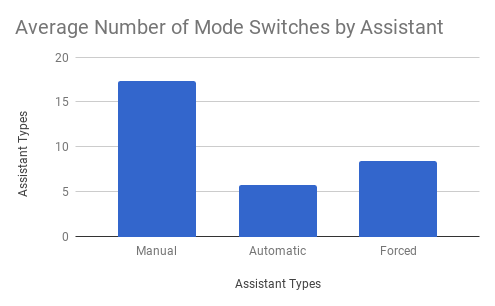 Average Number of Mode Switches by Assistant
20
15
10
5
0
Assistant Types
Manual
Automatic
Forced
Assistant Types